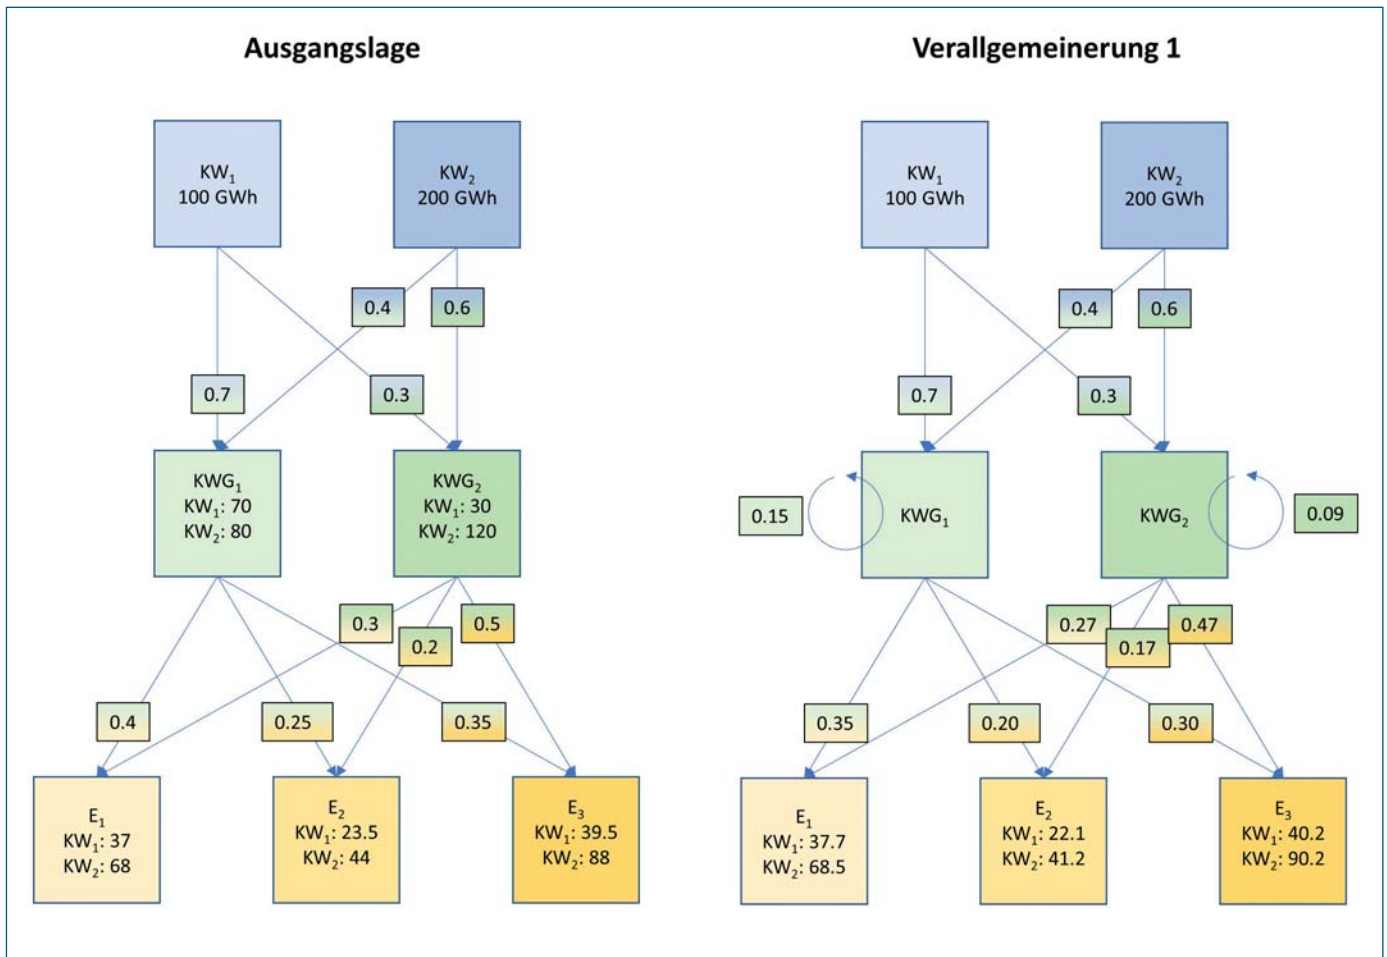 Ausgangslage
KW₁
100 GWh
KW₂
200 GWh
0.4
0.6
0.7
0.3
KWG₁
KW₁: 70
KW₂: 80
KWG₂
KW₁: 30
KW₂: 120
0.3
0.2
0.5
0.4
0.25
0.35
E₁
KW₁: 37
KW₂: 68
E₂
KW₁: 23.5
KW₂: 44
E₃
KW₁: 39.5
KW₂: 88
Verallgemeinerung 1
KW₁
100 GWh
KW₂
200 GWh
0.4
0.6
0.7
0.3
0.15
KWG₁
KWG₂
0.09
0.27
0.17
0.47
0.35
0.20
0.30
E₁
KW₁: 37.7
KW₂: 68.5
E₂
KW₁: 22.1
KW₂: 41.2
E₃
KW₁: 40.2
KW₂: 90.2